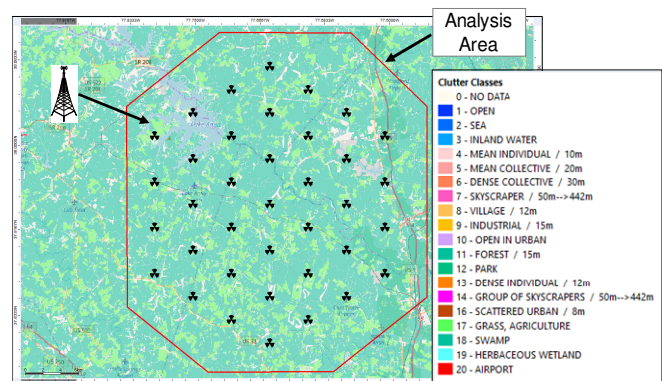 Analysis
Area
SR 208
Clutter Classes
0 - NO DATA
1 - OPEN
2 - SEA
3 - INLAND WATER
4 - MEAN INDIVIDUAL / 10m
5 - MEAN COLLECTIVE / 20m
6 - DENSE COLLECTIVE / 30m
7 - SKYSCRAPER / 50m-->442m
8 - VILLAGE / 12m
9 - INDUSTRIAL / 15m
10 - OPEN IN URBAN
11 - FOREST / 15m
12 - PARK
13 - DENSE INDIVIDUAL / 12m
14 - GROUP OF SKYSCRAPERS / 50m-->442m
16 - SCATTERED URBAN / 8m
17 - GRASS, AGRICULTURE
18 - SWAMP
19 - HERBACEOUS WETLAND
20 - AIRPORT